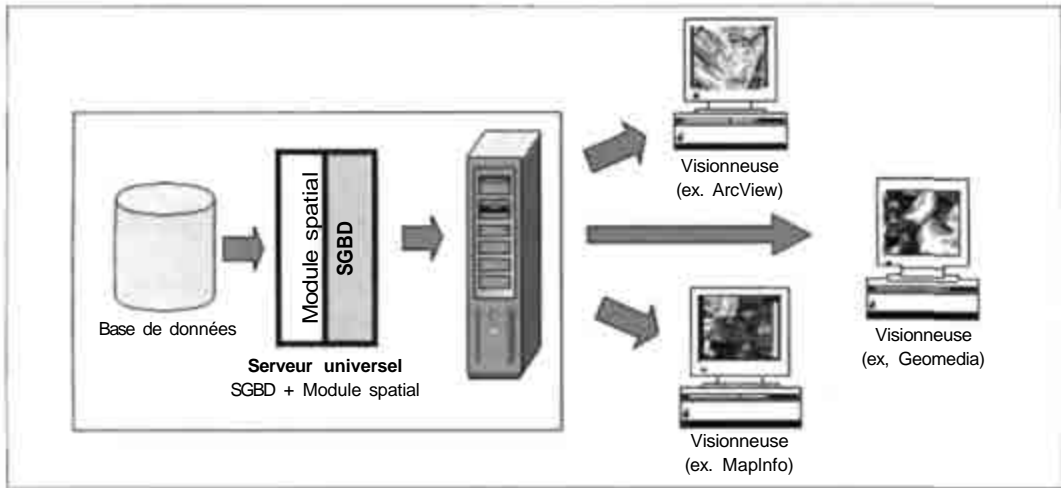 Base de données
Module spatial
SGBD
Serveur universel
SGBD + Module spatial
Visionneuse
(ex. ArcView)
Visionneuse
(ex, Geomedia)
Visionneuse
(ex. MapInfo)